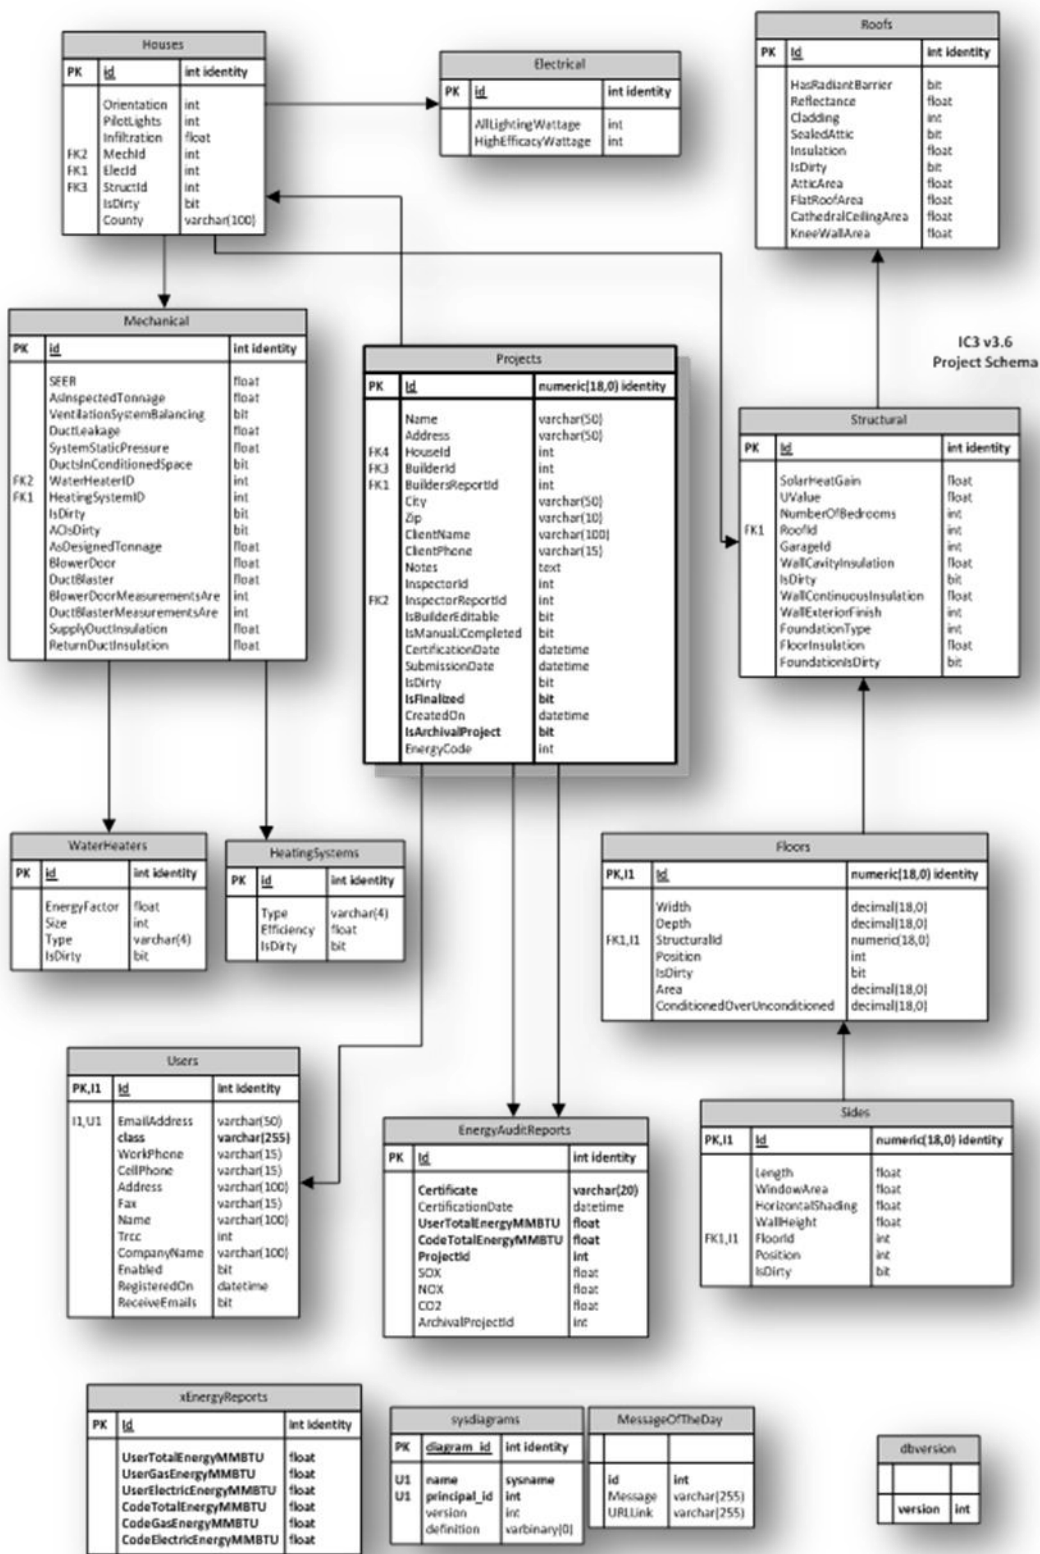 Houses
PK id int identity
Orientation int
PilotLights int
Infiltration float
FK2 MechId int
FK1 ElecId int
FK3 StructId int
IsDirty bit
County varchar(100)
Electrical
PK id int identity
AllLightingWattage int
HighEfficacyWattage int
Roofs
PK Id int identity
HasRadiantBarrier bit
Reflectance float
Cladding int
SealedAttic bit
Insulation float
IsDirty bit
AtticArea float
FlatRoofArea float
CathedralCeilingArea float
KneeWallArea float
IC3 v3.6
Project Schema
Mechanical
PK id int identity
SEER float
AsInspectedTonnage float
VentilationSystemBalancing bit
DuctLeakage float
SystemStaticPressure float
DuctsInConditionedSpace bit
FK2 WaterHeaterID int
FK1 HeatingSystemID int
IsDirty bit
ACIsDirty bit
AsDesignedTonnage float
BlowerDoor float
DuctBlaster float
BlowerDoorMeasurementsAre int
DuctBlasterMeasurementsAre int
SupplyDuctInsulation float
ReturnDuctInsulation float
Projects
PK Id numeric(18,0) identity
Name varchar(50)
Address varchar(50)
FK4 HouseId int
FK3 BuilderId int
FK1 BuildersReportId int
City varchar(50)
Zip varchar(10)
ClientName varchar(100)
ClientPhone varchar(15)
Notes text
InspectorId int
FK2 InspectorReportId int
IsBuilderEditable bit
IsManualJCompleted bit
CertificationDate datetime
SubmissionDate datetime
IsDirty bit
IsFinalized bit
CreatedOn datetime
IsArchivalProject bit
EnergyCode int
Structural
PK Id int identity
SolarHeatGain float
UValue float
NumberOfBedrooms int
FK1 RoofId int
GarageId int
WallCavityInsulation float
IsDirty bit
WallContinuousInsulation float
WallExteriorFinish int
FoundationType int
FloorInsulation float
FoundationIsDirty bit
WaterHeaters
PK id int identity
EnergyFactor float
Size int
Type varchar(4)
IsDirty bit
HeatingSystems
PK id int identity
Type varchar(4)
Efficiency float
IsDirty bit
Floors
PK,I1 Id numeric(18,0) identity
Width decimal(18,0)
Depth decimal(18,0)
FK1,I1 StructuralId numeric(18,0)
Position int
IsDirty bit
Area decimal(18,0)
ConditionedOverUnconditioned decimal(18,0)
Users
PK,I1 Id int identity
I1,U1 EmailAddress varchar(50)
class varchar(255)
WorkPhone varchar(15)
CellPhone varchar(15)
Address varchar(100)
Fax varchar(15)
Name varchar(100)
Trcc int
CompanyName varchar(100)
Enabled bit
RegisteredOn datetime
ReceiveEmails bit
EnergyAuditReports
PK Id int identity
Certificate varchar(20)
CertificationDate datetime
UserTotalEnergyMMBTU float
CodeTotalEnergyMMBTU float
ProjectId int
SOX float
NOX float
CO2 float
ArchivalProjectId int
Sides
PK,I1 Id numeric(18,0) identity
Length float
WindowArea float
HorizontalShading float
WallHeight float
FK1,I1 FloorId int
Position int
IsDirty bit
xEnergyReports
PK Id int identity
UserTotalEnergyMMBTU float
UserGasEnergyMMBTU float
UserElectricEnergyMMBTU float
CodeTotalEnergyMMBTU float
CodeGasEnergyMMBTU float
CodeElectricEnergyMMBTU float
sysdiagrams
PK diagram_id int identity
U1 name sysname
U1 principal_id int
version int
definition varbinary(0)
MessageOfTheDay
id int
Message varchar(255)
URLLink varchar(255)
dbversion
version int